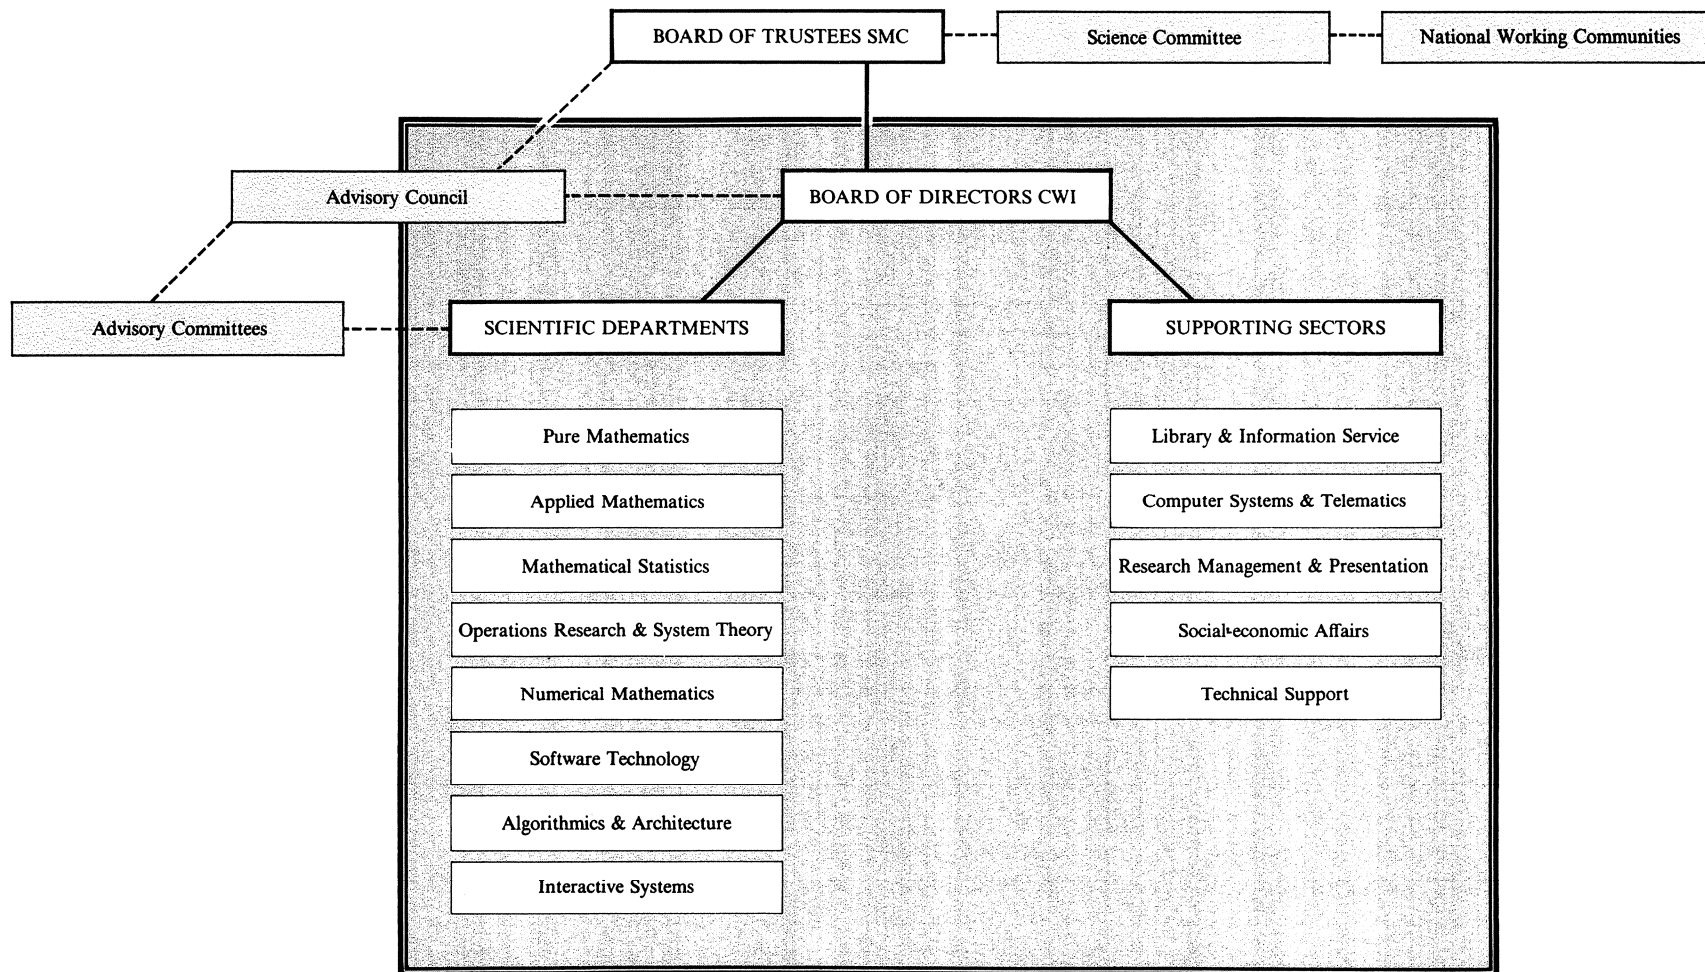 BOARD OF TRUSTEES SMC
Science Committee
National Working Communities
Advisory Council
BOARD OF DIRECTORS CWI
Advisory Committees
SCIENTIFIC DEPARTMENTS
SUPPORTING SECTORS
Pure Mathematics
Applied Mathematics
Mathematical Statistics
Operations Research & System Theory
Numerical Mathematics
Software Technology
Algorithmics & Architecture
Interactive Systems
Library & Information Service
Computer Systems & Telematics
Research Management & Presentation
Social-economic Affairs
Technical Support